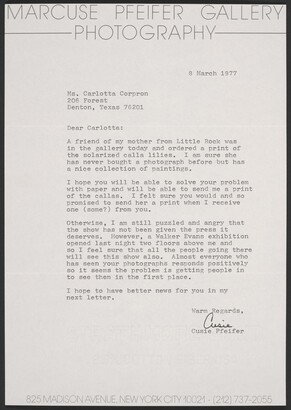 MARCUSE PFEIFER GALLERY
PHOTOGRAPHY
8 March 1977
Ms. Carlotta Corpron
206 Forest
Denton, Texas 76201
Dear Carlotta:
A friend of my mother from Little Rock was
in the gallery today and ordered a print of
the solarized calla lilies. I am sure she
has never bought a photograph before but has
a nice collection of paintings.
I hope you will be able to solve your problem
with paper and will be able to send me a print
of the callas. I felt sure you would and so
promised to send her a print when I receive
one (some?) from you.
Otherwise, I am still puzzled and angry that
the show has not been given the press it
deserves. However, a Walker Evans exhibition
opened last night two floors above me and
so I feel sure that all the people going there
will see this show also. Almost everyone who
has seen your photographs responds positively
so it seems the problem is getting people in
to see them in the first place.
I hope to have better news for you in my
next letter.
Warm Regards,
Cusie
Cusie Pfeifer
825 MADISON AVENUE, NEW YORK CITY 10021 · (212) 737-2055